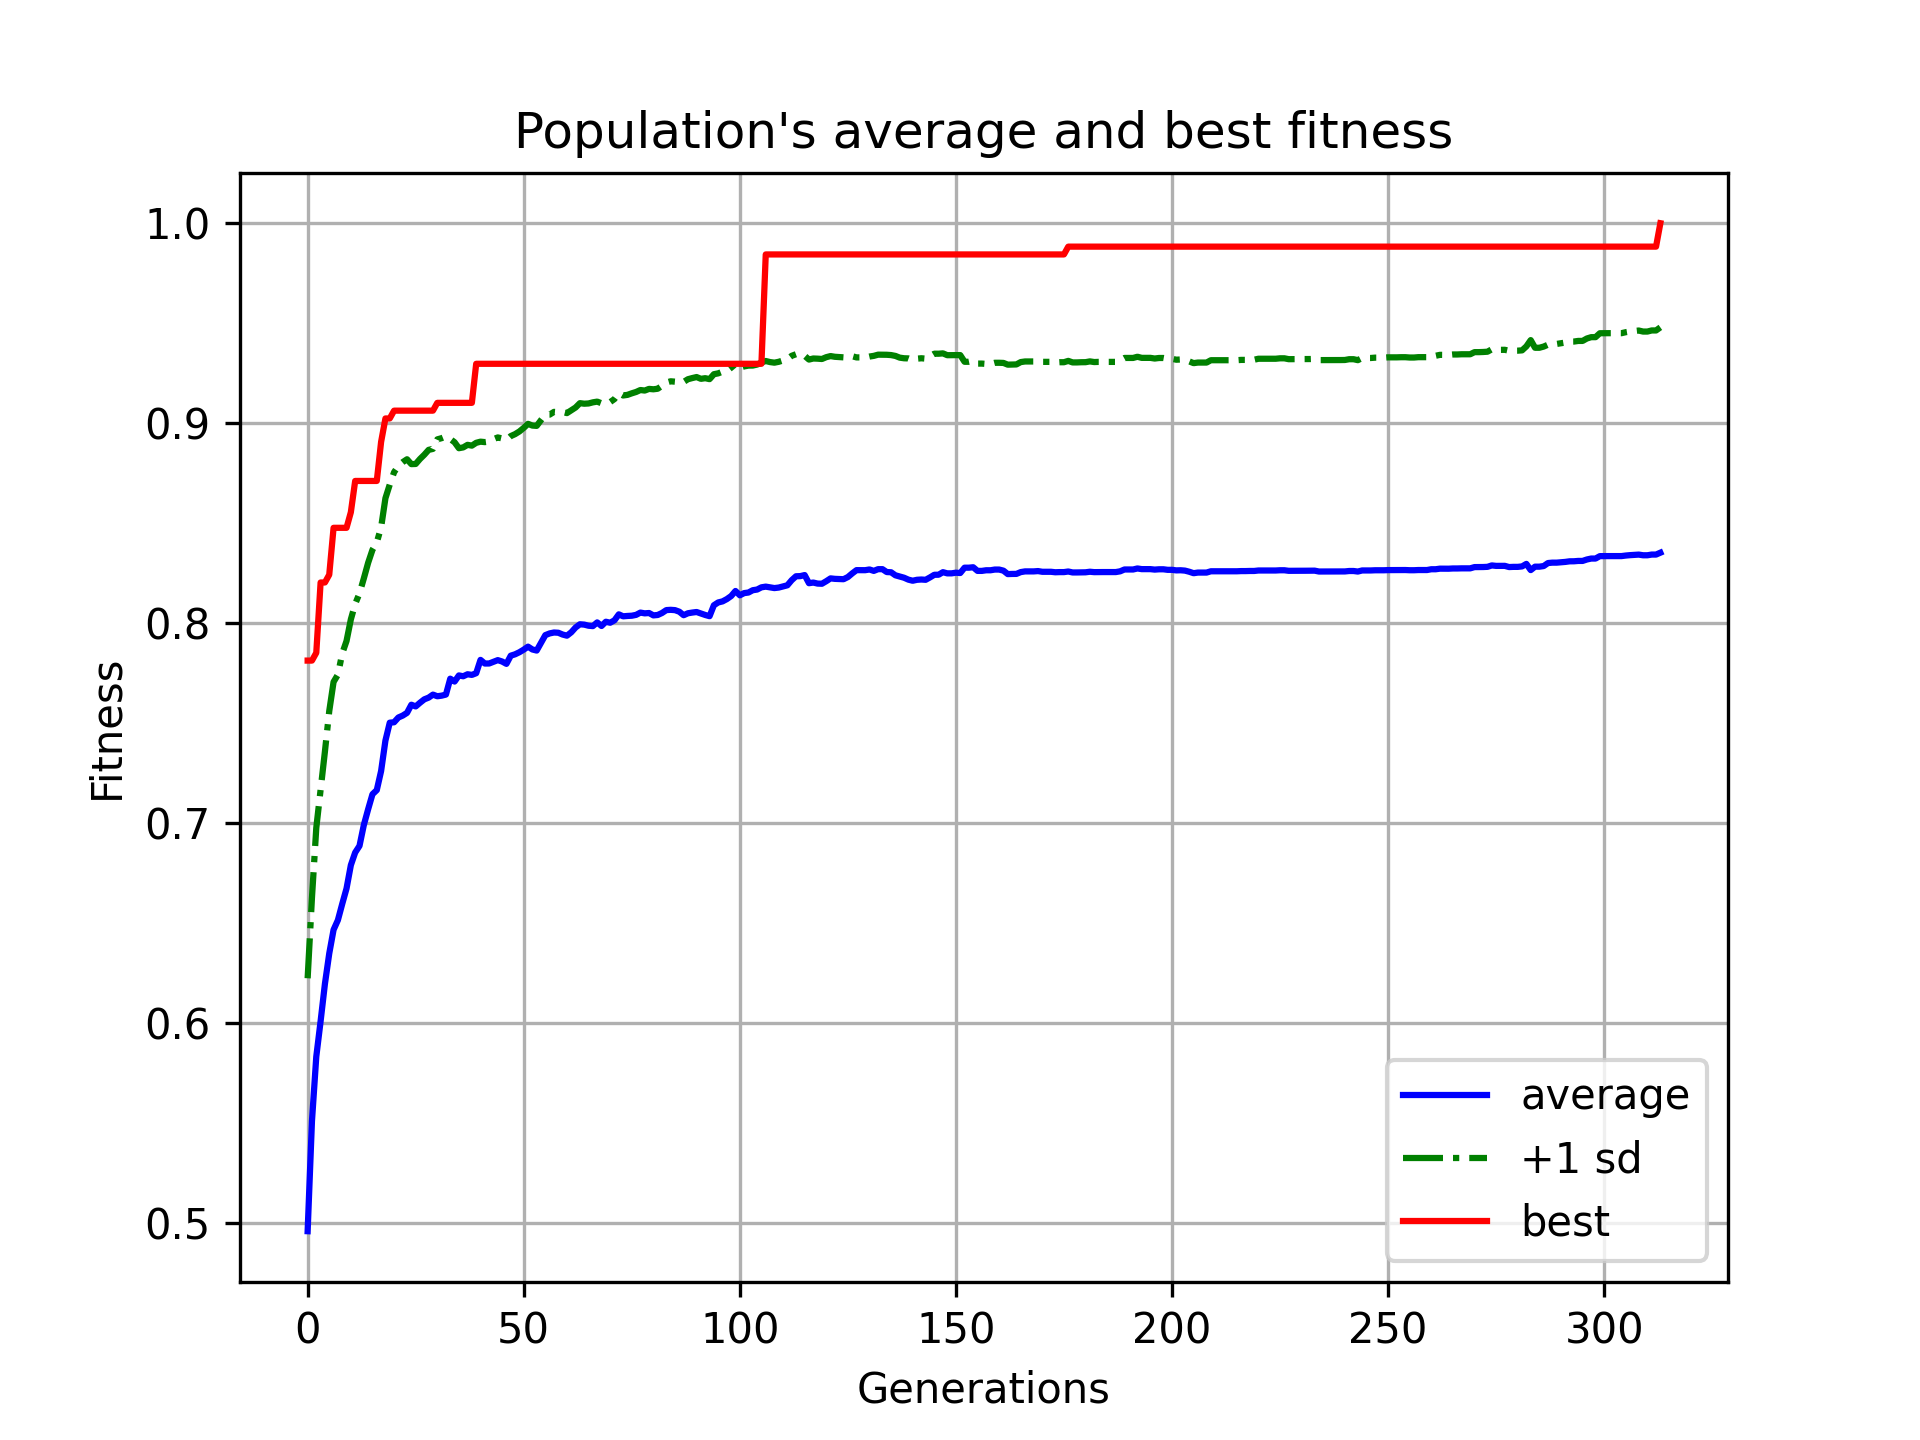 Population's average and best fitness
1.0
0.9
0.8
0.7
0.6
0.5
Fitness
average
+1 sd
best
0 50 100 150 200 250 300
Generations